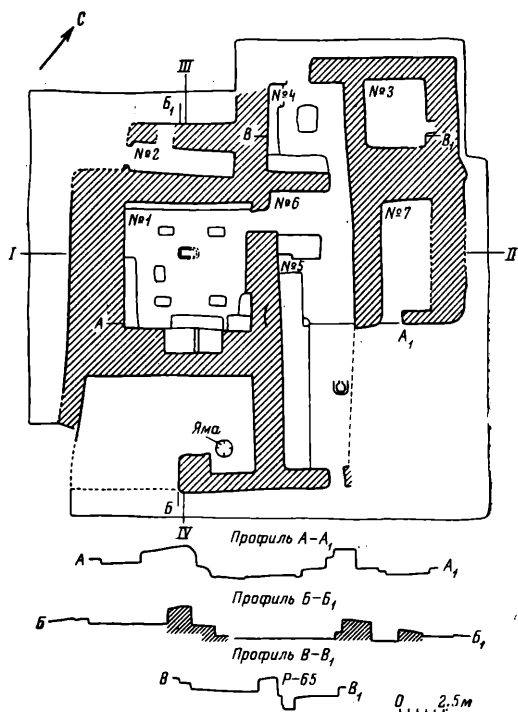 С
III
Б₁
№4
№3
В
В₁
№2
№6
№1
№7
I
II
№5
А
А₁
Яма
Б
IV
Профиль А-А₁
А
А₁
Профиль Б-Б₁
Б
Б₁
Профиль В-В₁
В
Р-65
В₁
0 2,5м